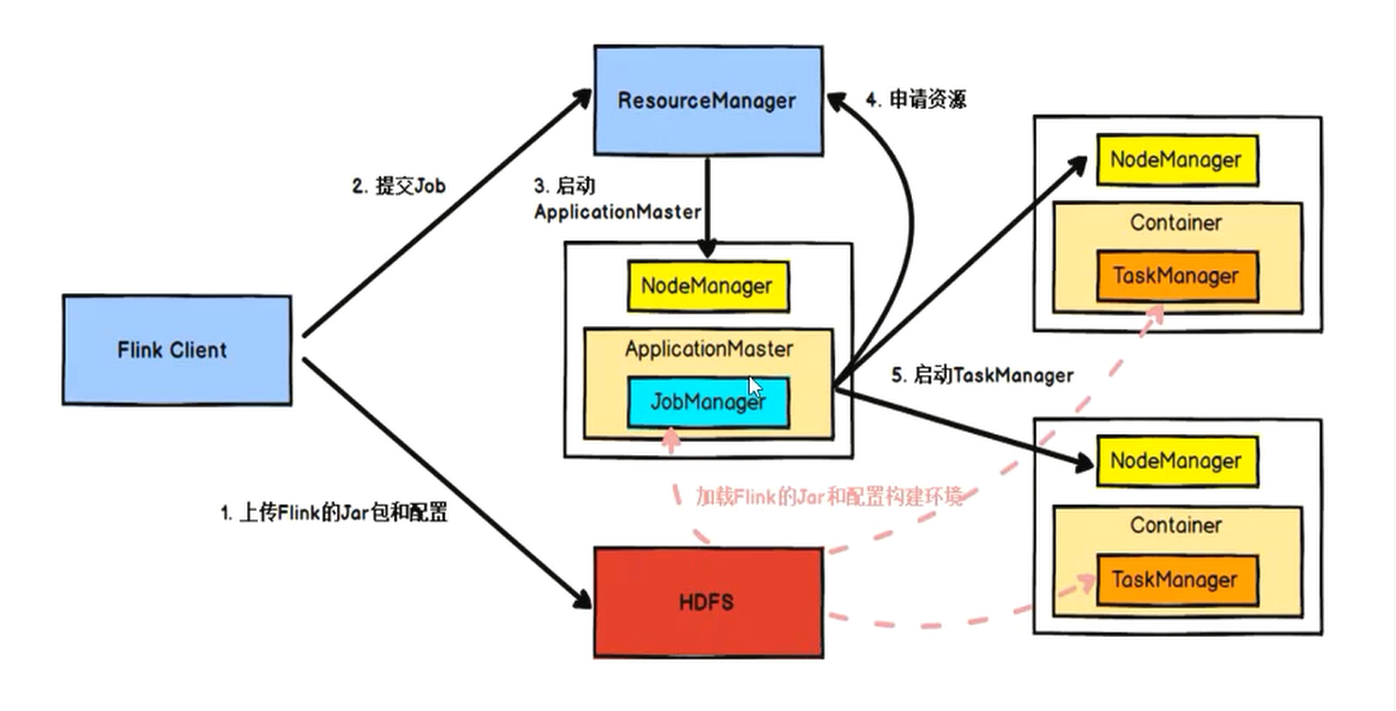 ResourceManager
4. 申请资源
NodeManager
2. 提交Job
3. 启动
ApplicationMaster
Container
TaskManager
NodeManager
Flink Client
ApplicationMaster
JobManager
5. 启动TaskManager
NodeManager
加载Flink的Jar和配置构建环境
1. 上传Flink的Jar包和配置
Container
TaskManager
HDFS